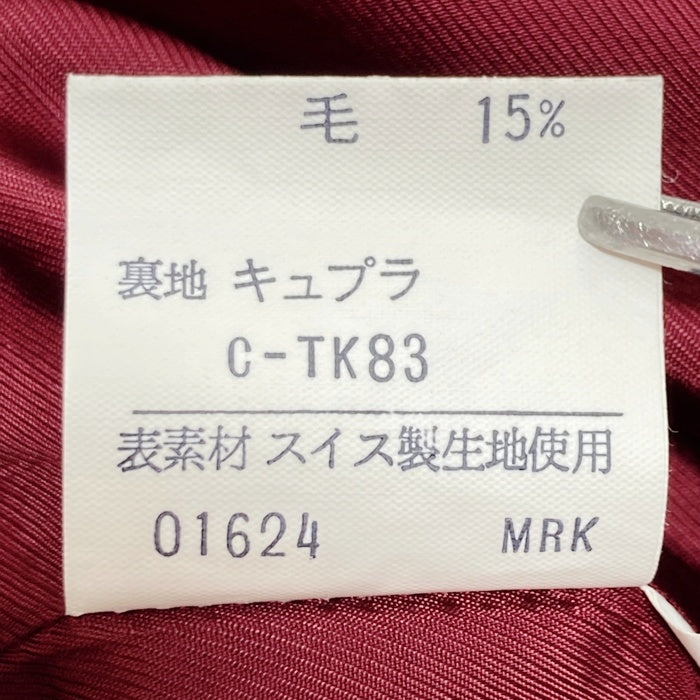 毛 15%
裏地 キュプラ
C-TK83
表素材 スイス製生地使用
01624 MRK